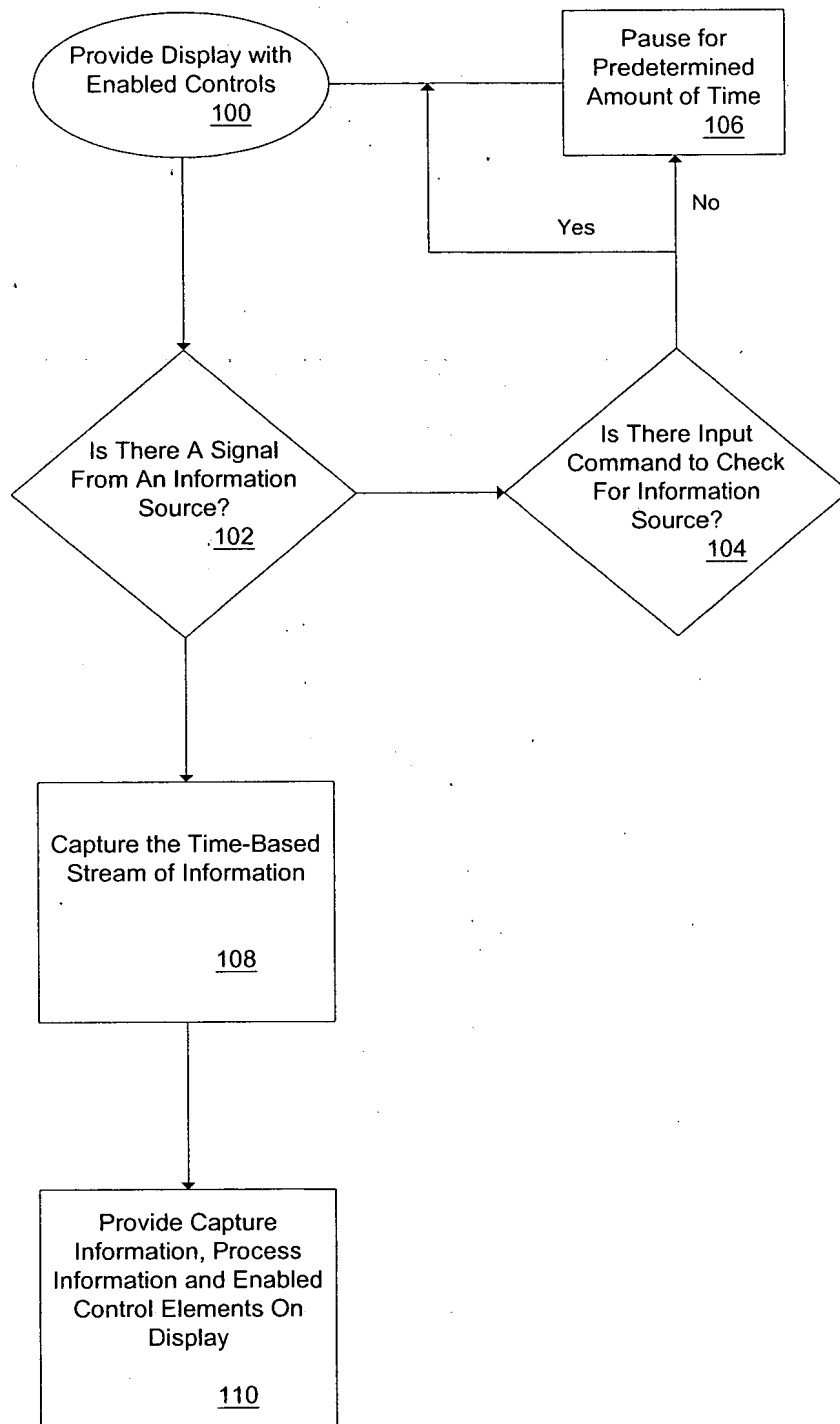 Provide Display with
Enabled Controls
100
Pause for
Predetermined
Amount of Time
106
No
Yes
Is There A Signal
From An Information
Source?
102
Is There Input
Command to Check
For Information
Source?
104
Capture the Time-Based
Stream of Information
108
Provide Capture
Information, Process
Information and Enabled
Control Elements On
Display
110